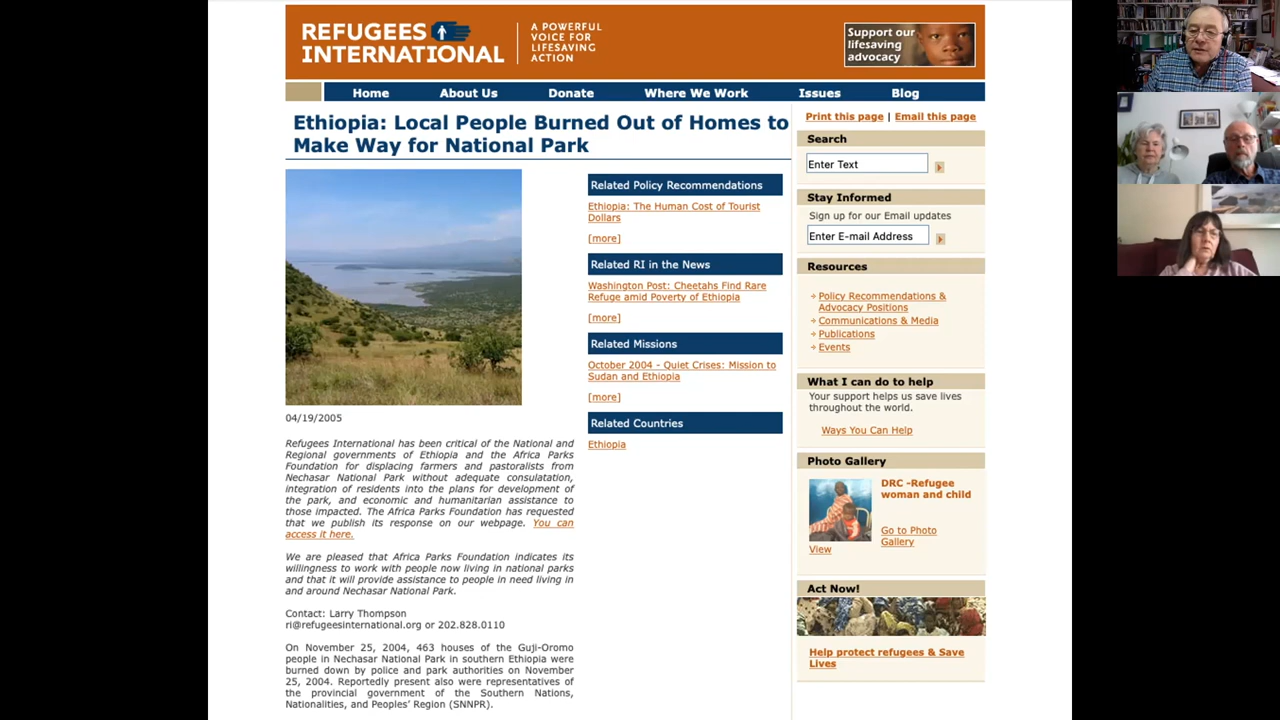 REFUGEES
INTERNATIONAL
A POWERFUL
VOICE FOR
LIFESAVING
ACTION
Support our
lifesaving
advocacy
Home
About Us
Donate
Where We Work
Issues
Blog
Ethiopia: Local People Burned Out of Homes to
Make Way for National Park
04/19/2005
Refugees International has been critical of the National and
Regional governments of Ethiopia and the Africa Parks
Foundation for displacing farmers and pastoralists from
Nechasar National Park without adequate consulatation,
integration of residents into the plans for development of
the park, and economic and humanitarian assistance to
those impacted. The Africa Parks Foundation has requested
that we publish its response on our webpage. You can
access it here.
We are pleased that Africa Parks Foundation indicates its
willingness to work with people now living in national parks
and that it will provide assistance to people in need living in
and around Nechasar National Park.
Contact: Larry Thompson
ri@refugeesinternational.org or 202.828.0110
On November 25, 2004, 463 houses of the Guji-Oromo
people in Nechasar National Park in southern Ethiopia were
burned down by police and park authorities on November
25, 2004. Reportedly present also were representatives of
the provincial government of the Southern Nations,
Nationalities, and Peoples' Region (SNNPR).
Related Policy Recommendations
Ethiopia: The Human Cost of Tourist
Dollars
[more]
Related RI in the News
Washington Post: Cheetahs Find Rare
Refuge amid Poverty of Ethiopia
[more]
Related Missions
October 2004 - Quiet Crises: Mission to
Sudan and Ethiopia
[more]
Related Countries
Ethiopia
Print this page | Email this page
Search
Enter Text
Stay Informed
Sign up for our Email updates
Enter E-mail Address
Resources
Policy Recommendations &
Advocacy Positions
Communications & Media
Publications
Events
What I can do to help
Your support helps us save lives
throughout the world.
Ways You Can Help
Photo Gallery
DRC -Refugee
woman and child
Go to Photo
Gallery
View
Act Now!
Help protect refugees & Save
Lives